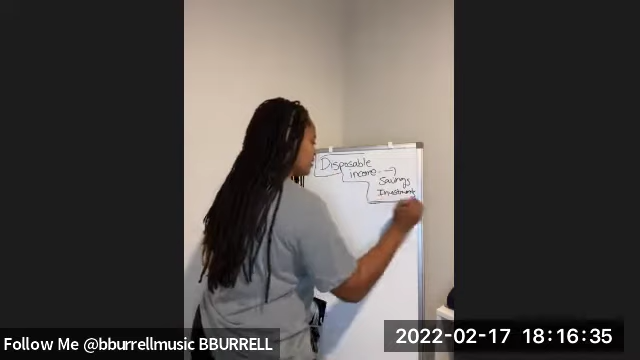 Disposable
income →
Savings
Investment
Follow Me @bburrellmusic BBURRELL
2022-02-17 18:16:35